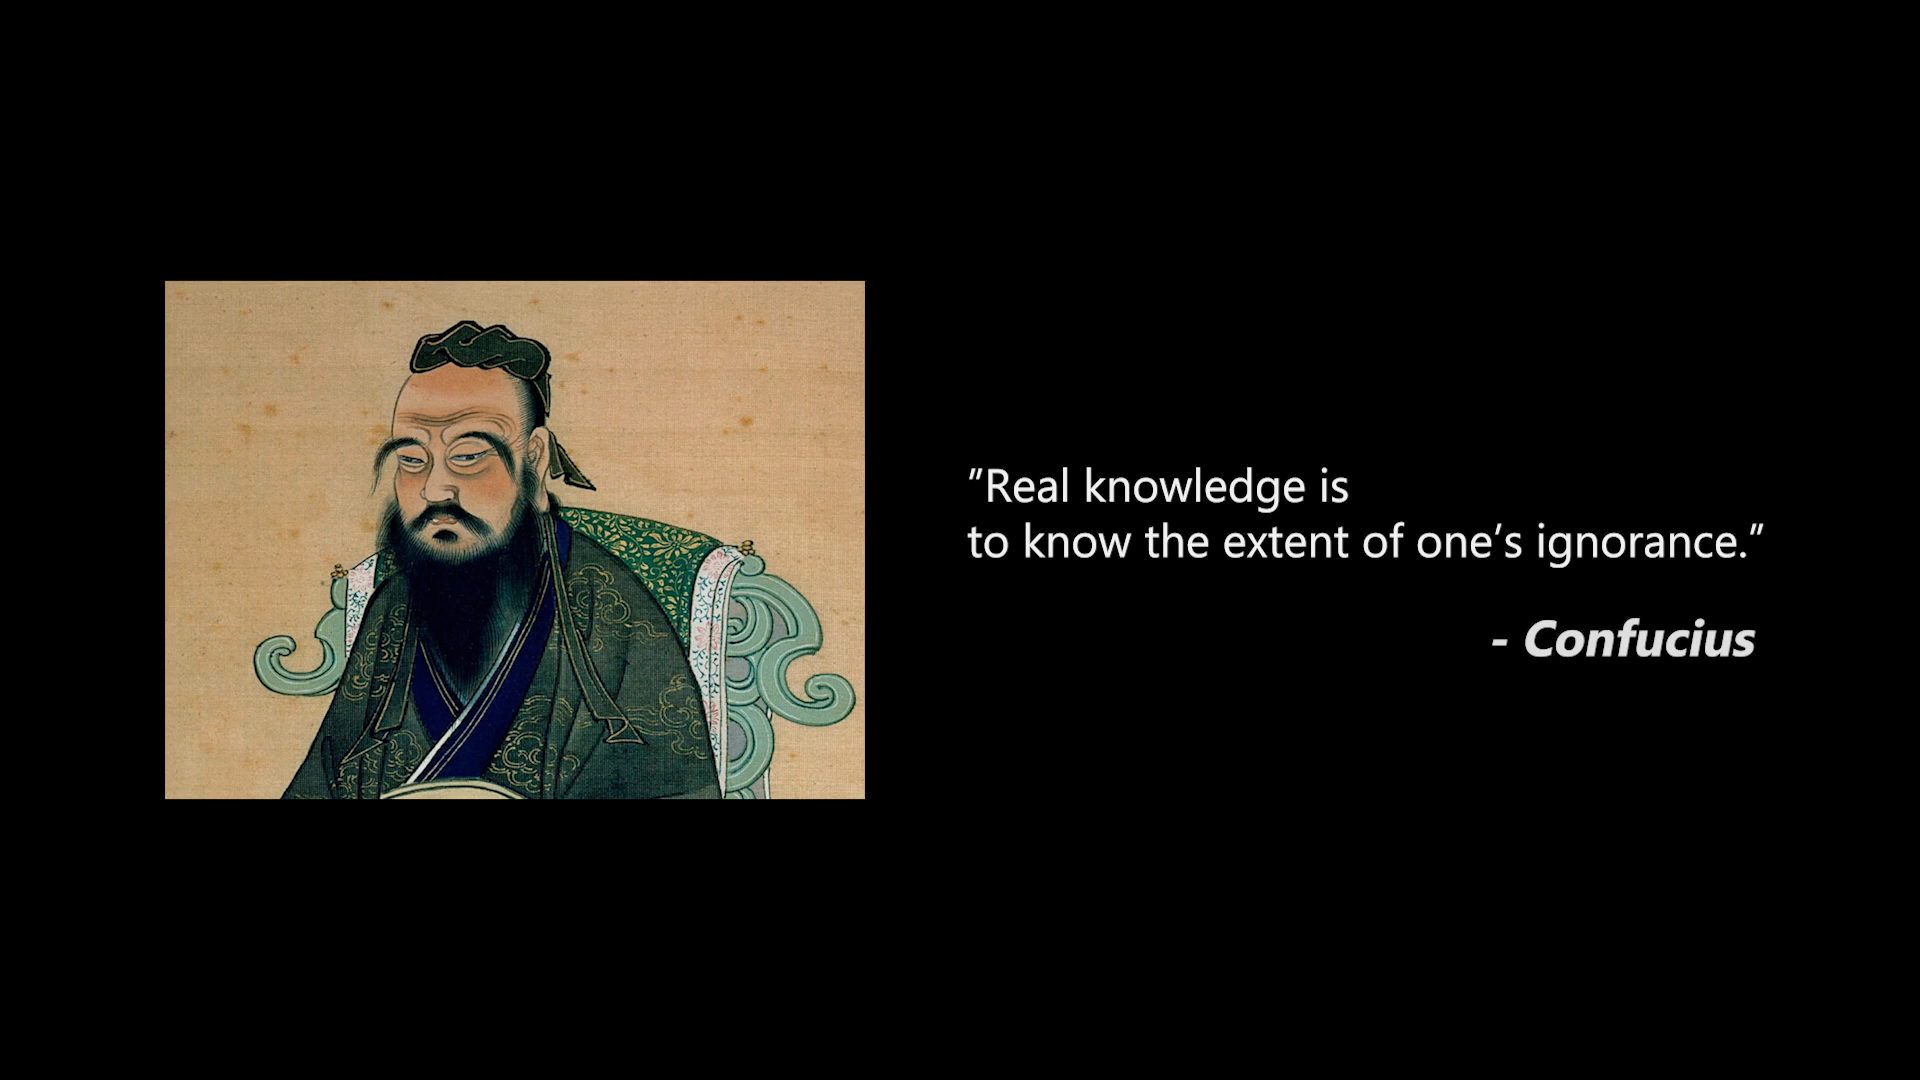 "Real knowledge is
to know the extent of one's ignorance."
- Confucius